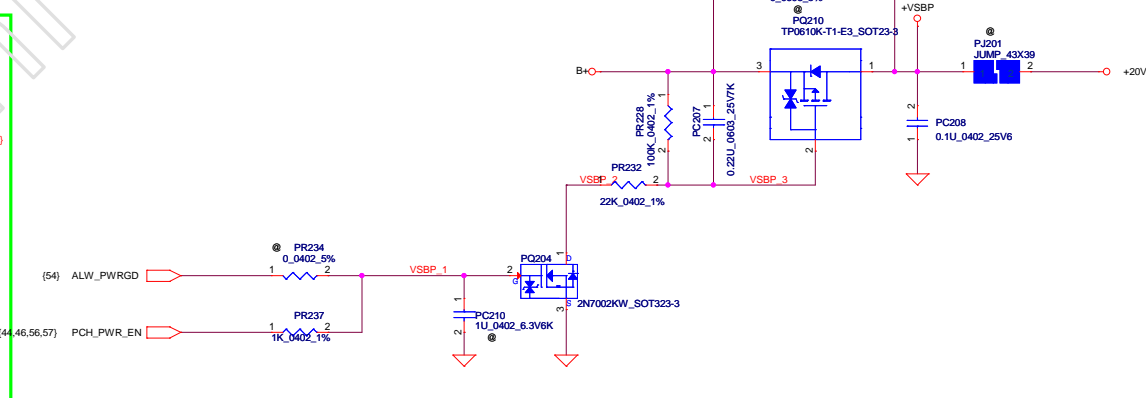 +VSBP
@
PQ210
TP0610K-T1-E3_SOT23-3
@
PJ201
JUMP_43X39
B+
3
1
1
2
+20V
PR228
100K_0402_1%
1
2
PC207
0.22U_0603_25V7K
1
2
2
2
1
PC208
0.1U_0402_25V6
PR232
VSBP_2
1
2
VSBP_3
22K_0402_1%
@
PR234
0_0402_5%
{54}
ALW_PWRGD
1
2
VSBP_1
2
G
PQ204
1
D
S
3
2N7002KW_SOT323-3
1
2
PC210
1U_0402_6.3V6K
@
{44,46,56,57}
PCH_PWR_EN
PR237
1
2
1K_0402_1%